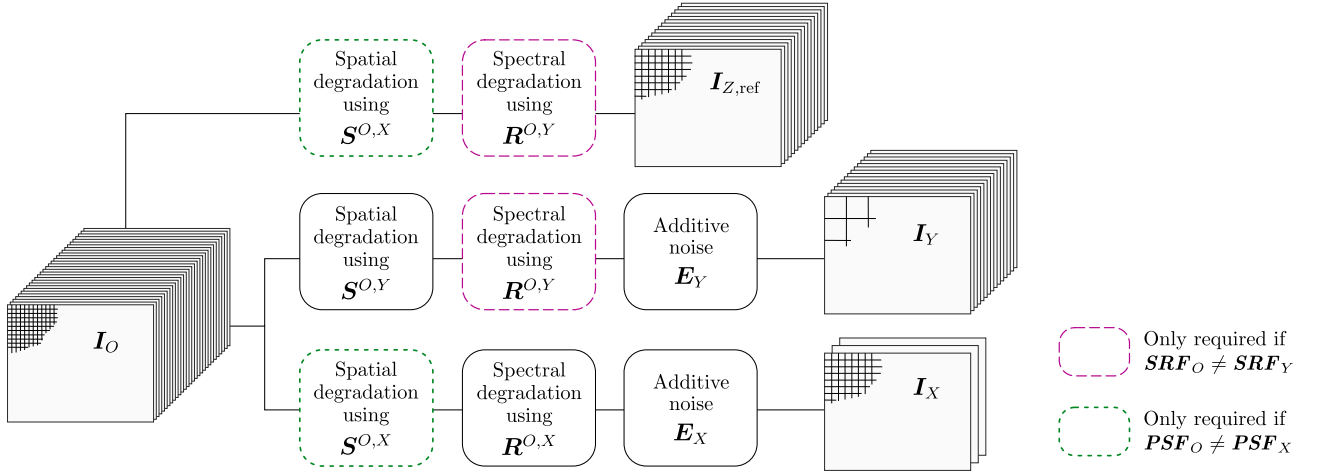 Spatial
degradation
using
S^{O,X}
Spectral
degradation
using
R^{O,Y}
I_{Z,ref}
Spatial
degradation
using
S^{O,Y}
Spectral
degradation
using
R^{O,Y}
Additive
noise
E_Y
I_Y
I_O
Spatial
degradation
using
S^{O,X}
Spectral
degradation
using
R^{O,X}
Additive
noise
E_X
I_X
Only required if
SRF_O ≠ SRF_Y
Only required if
PSF_O ≠ PSF_X